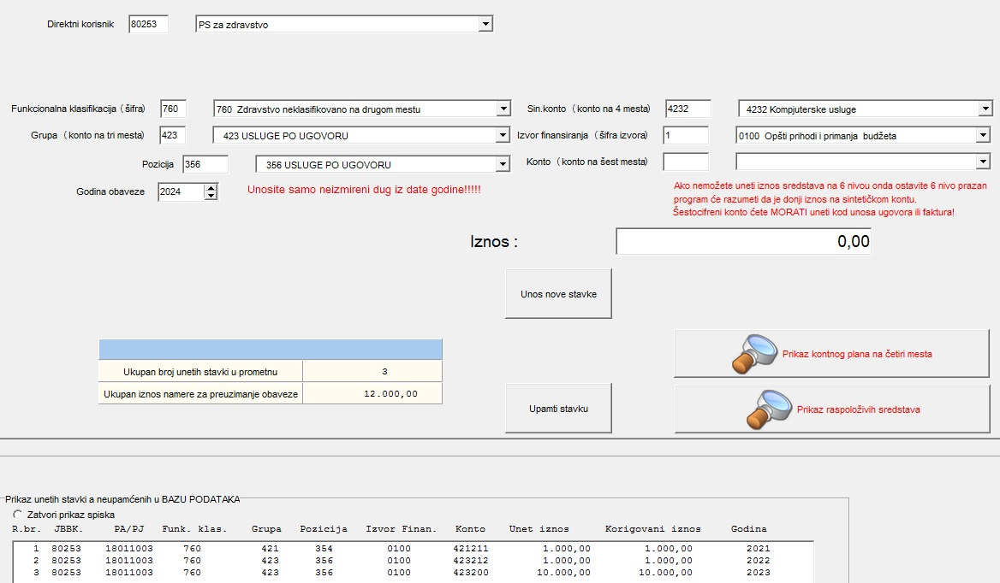 Direktni korisnik 80253 PS za zdravstvo
Funkcionalna klasifikacija ( šifra) 760 760 Zdravstvo neklasifikovano na drugom mestu Sin.konto ( konto na 4 mesta) 4232 4232 Kompjuterske usluge
Grupa ( konto na tri mesta) 423 423 USLUGE PO UGOVORU Izvor finansiranja ( šifra izvora) 1 0100 Opšti prihodi i primanja budžeta
Pozicija 356 356 USLUGE PO UGOVORU Konto ( konto na šest mesta)
Godina obaveze 2024 Unosite samo neizmireni dug iz date godine!!!!!
Ako nemožete uneti iznos sredstava na 6 nivou onda ostavite 6 nivo prazan
program će razumeti da je donji iznos na sintetičkom kontu.
Šestocifreni konto ćete MORATI uneti kod unosa ugovora ili faktura!
Iznos : 0,00
Unos nove stavke
Prikaz kontnog plana na četiri mesta
Ukupan broj unetih stavki u prometnu 3
Ukupan iznos namere za preuzimanje obaveze 12.000,00
Upamti stavku
Prikaz raspoloživih sredstava
Prikaz unetih stavki a neupamćenih u BAZU PODATAKA
Zatvori prikaz spiska
R.br. JBBK. PA/PJ Funk. klas. Grupa Pozicija Izvor Finan. Konto Unet iznos Korigovani iznos Godina
1 80253 18011003 760 421 354 0100 421211 1.000,00 1.000,00 2021
2 80253 18011003 760 423 356 0100 423212 1.000,00 1.000,00 2022
3 80253 18011003 760 423 356 0100 423200 10.000,00 10.000,00 2023